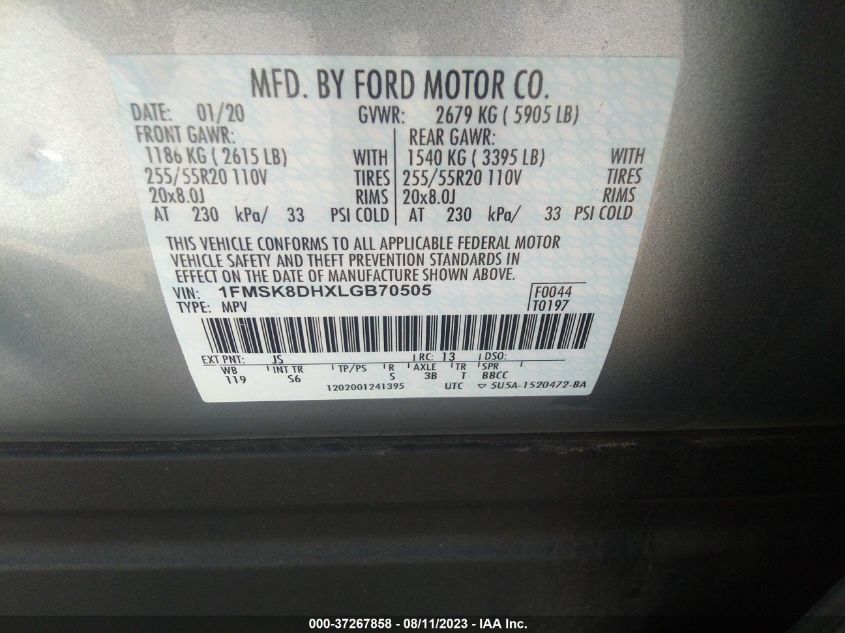 MFD. BY FORD MOTOR CO.
DATE: 01/20 GVWR: 2679 KG ( 5905 LB)
FRONT GAWR: REAR GAWR:
1186 KG ( 2615 LB) WITH 1540 KG ( 3395 LB) WITH
255/55R20 110V TIRES 255/55R20 110V TIRES
20x8.0J RIMS 20x8.0J RIMS
AT 230 kPa/ 33 PSI COLD AT 230 kPa/ 33 PSI COLD
THIS VEHICLE CONFORMS TO ALL APPLICABLE FEDERAL MOTOR
VEHICLE SAFETY AND THEFT PREVENTION STANDARDS IN
EFFECT ON THE DATE OF MANUFACTURE SHOWN ABOVE.
VIN: 1FMSK8DHXLGB70505 F0044
TYPE: MPV T0197
EXT PNT: JS RC: 13 DSO:
WB INT TR TP/PS R AXLE TR SPR
119 S6 S 3B T BBCC
1202001241395 UTC ▽ 5U5A-1520472-BA
000-37267858 - 08/11/2023 - IAA Inc.